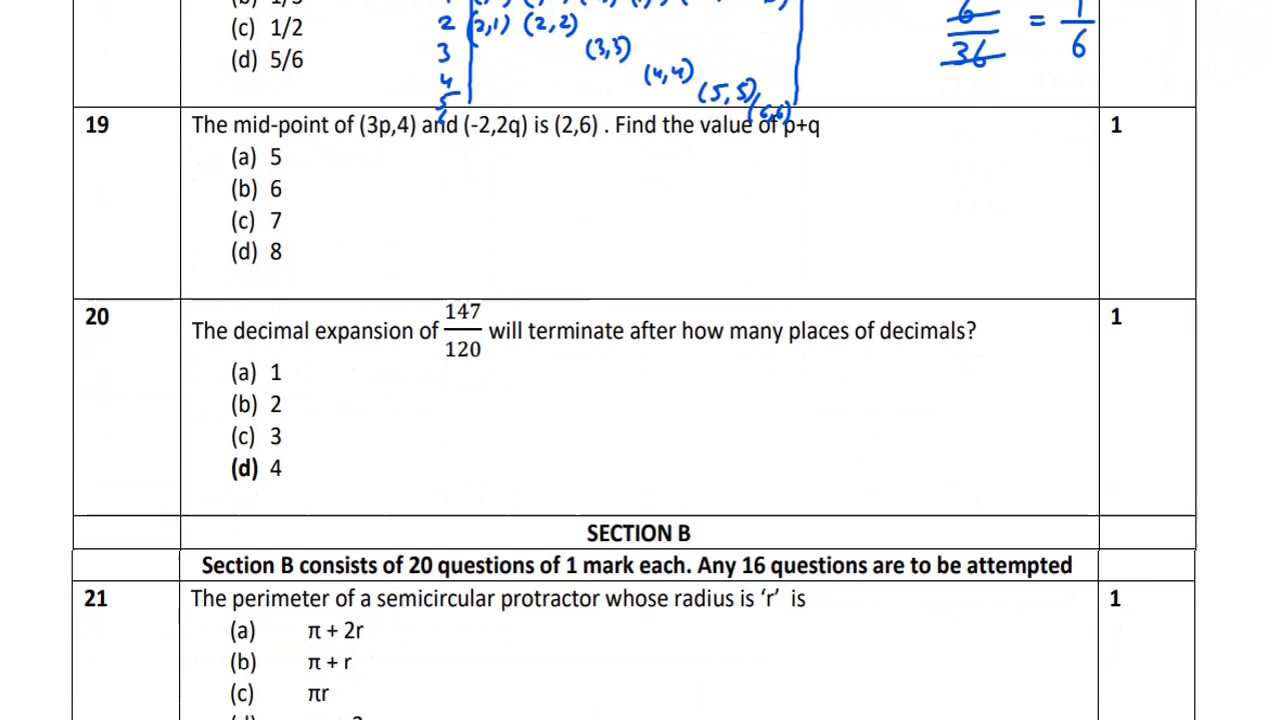 (c) 1/2
(d) 5/6
2 (2,1) (2,2)
3 (3,3)
4 (4,4)
5 (5,5)
(6,6)
6/36 = 1/6
19 The mid-point of (3p,4) and (-2,2q) is (2,6) . Find the value of p+q 1
(a) 5
(b) 6
(c) 7
(d) 8
20 The decimal expansion of 147/120 will terminate after how many places of decimals? 1
(a) 1
(b) 2
(c) 3
(d) 4
SECTION B
Section B consists of 20 questions of 1 mark each. Any 16 questions are to be attempted
21 The perimeter of a semicircular protractor whose radius is ‘r’ is 1
(a) π + 2r
(b) π + r
(c) πr